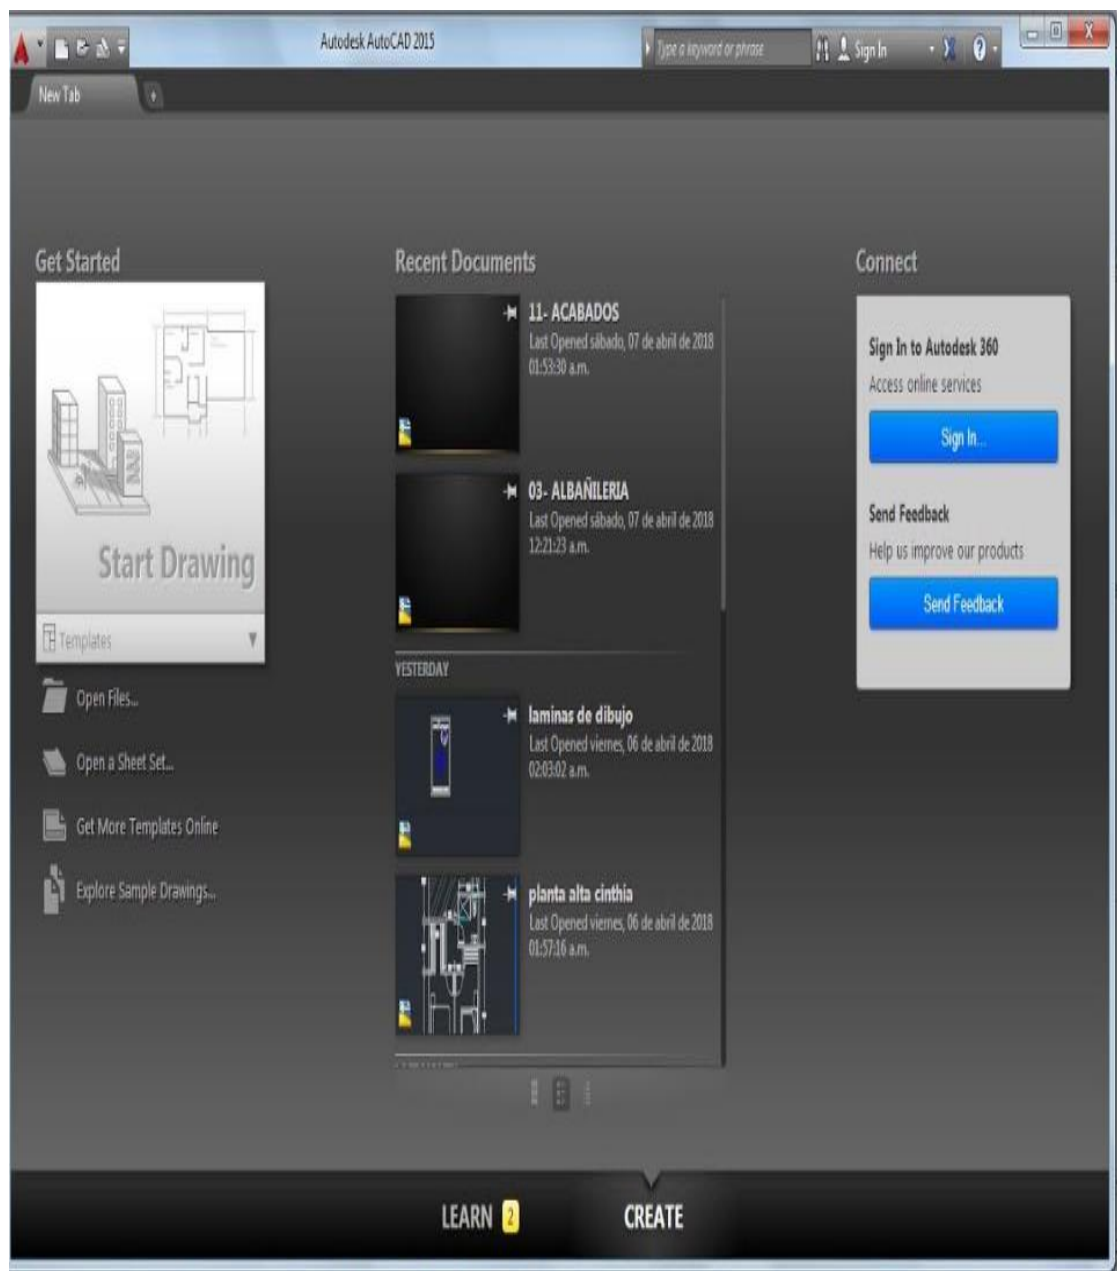 Autodesk AutoCAD 2015
Type a keyword or phrase
Sign In
New Tab
Get Started
Start Drawing
Templates
Open Files...
Open a Sheet Set...
Get More Templates Online
Explore Sample Drawings...
Recent Documents
11- ACABADOS
Last Opened sábado, 07 de abril de 2018
01:53:30 a.m.
03- ALBAÑILERIA
Last Opened sábado, 07 de abril de 2018
12:21:23 a.m.
YESTERDAY
laminas de dibujo
Last Opened viernes, 06 de abril de 2018
02:03:02 a.m.
planta alta cinthia
Last Opened viernes, 06 de abril de 2018
01:57:16 a.m.
Connect
Sign In to Autodesk 360
Access online services
Sign In...
Send Feedback
Help us improve our products
Send Feedback
LEARN 2
CREATE